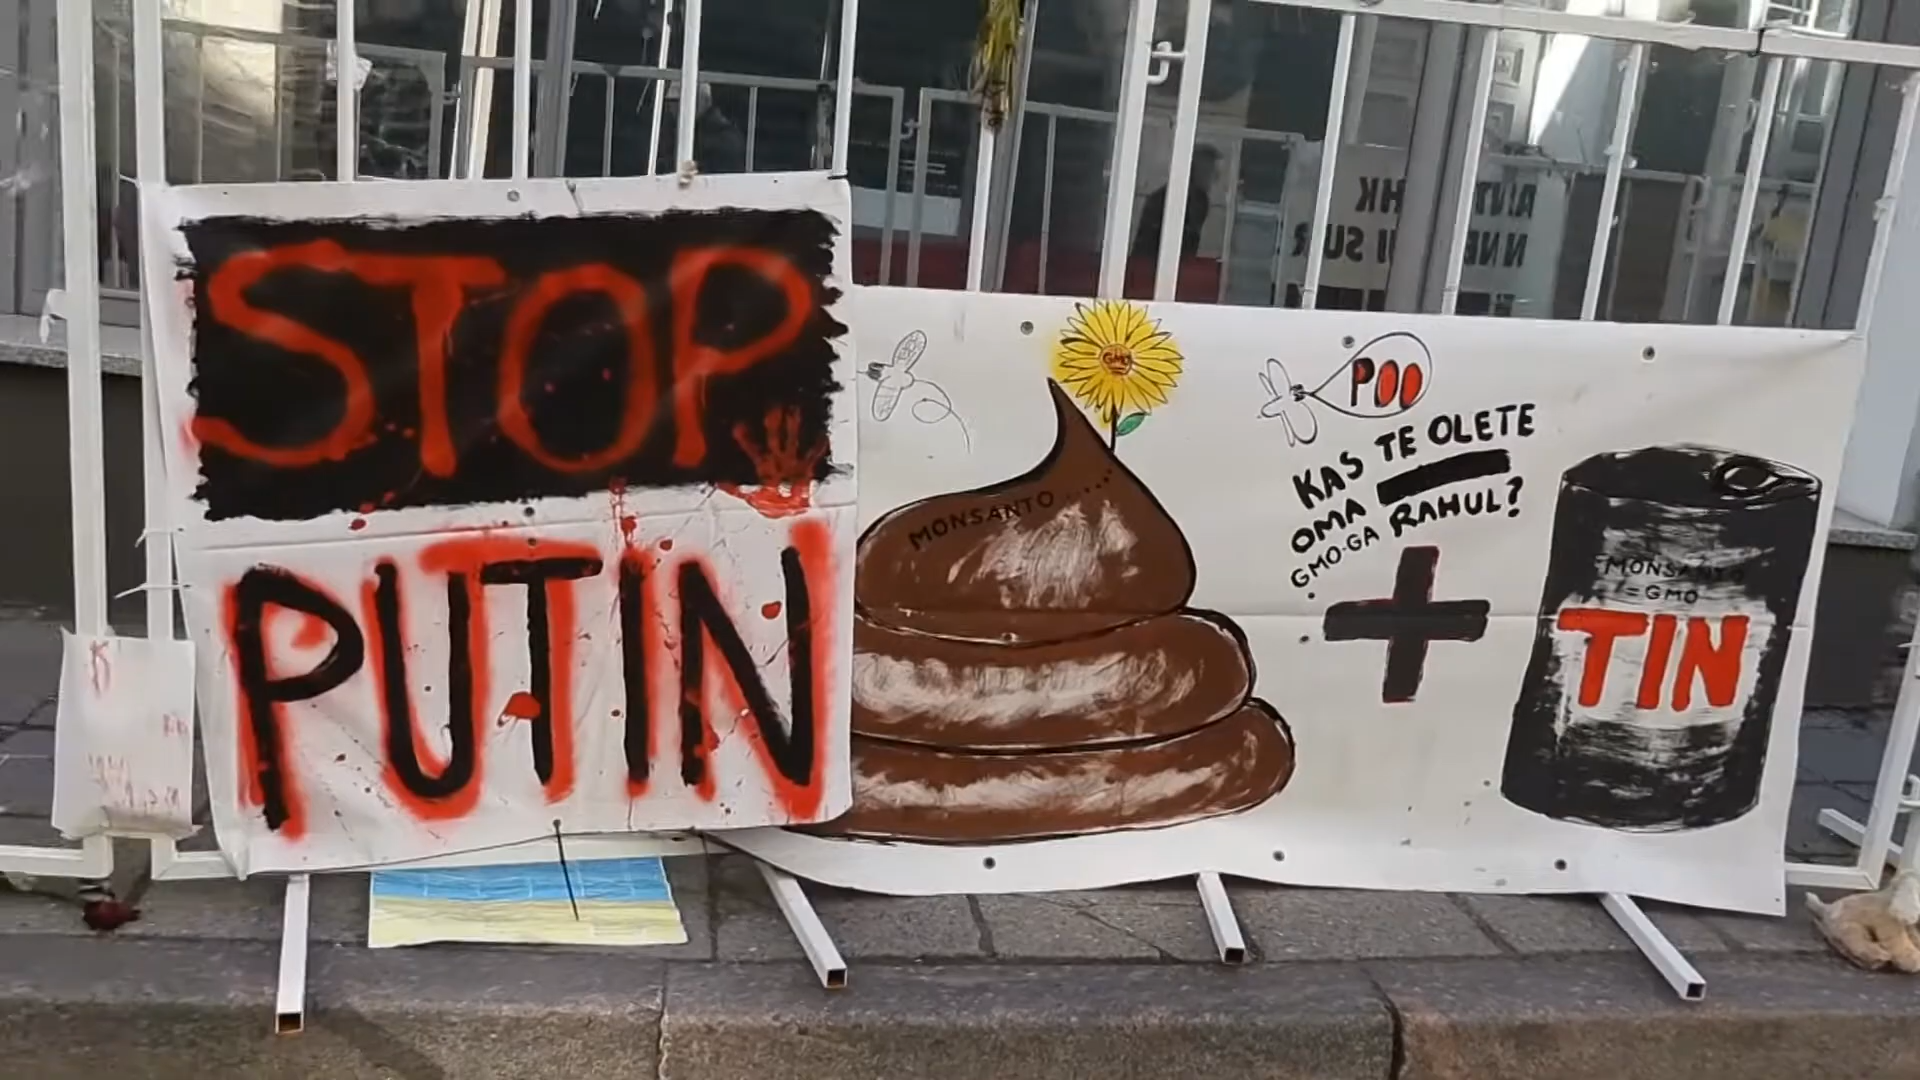 STOP
PUTIN
GMO
MONSANTO
POO
KAS TE OLETE
OMA
GMO-GA RAHUL?
+
MONSANTO
= GMO
TIN